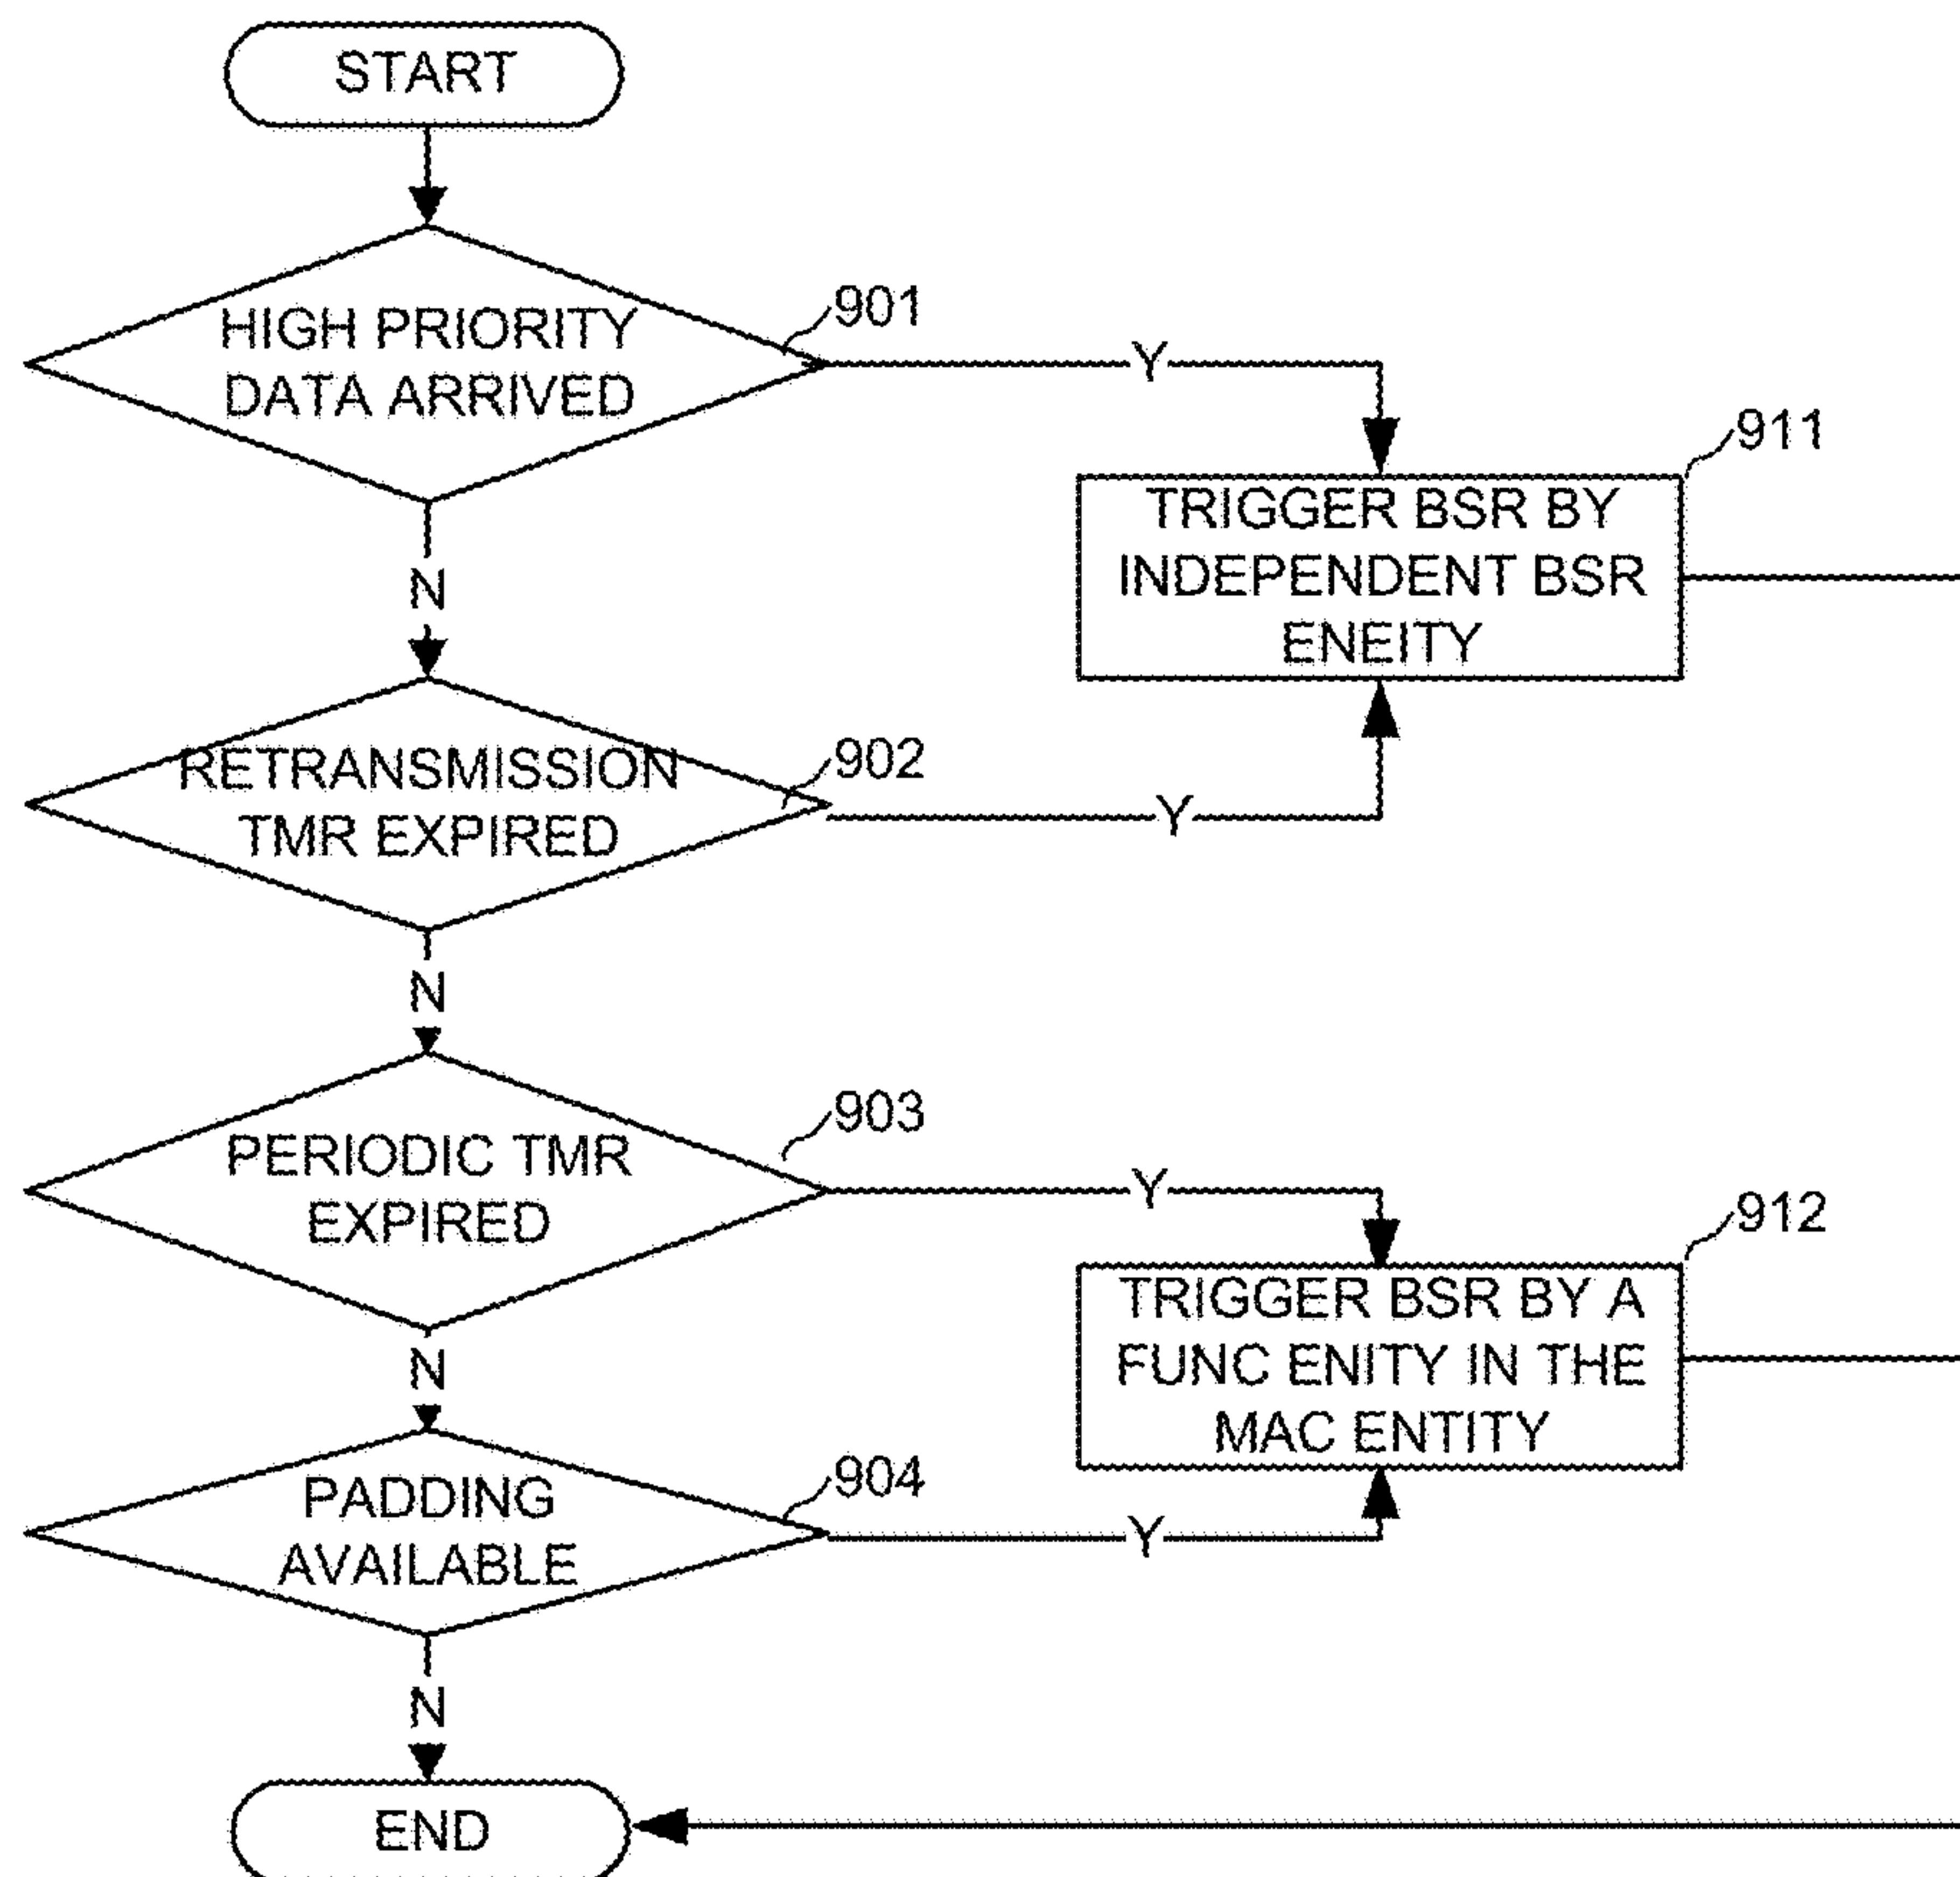 START
HIGH PRIORITY
DATA ARRIVED
901
Y
911
TRIGGER BSR BY
INDEPENDENT BSR
ENEITY
N
RETRANSMISSION
TMR EXPIRED
902
Y
N
PERIODIC TMR
EXPIRED
903
Y
912
TRIGGER BSR BY A
FUNC ENITY IN THE
MAC ENTITY
N
PADDING
AVAILABLE
904
Y
N
END